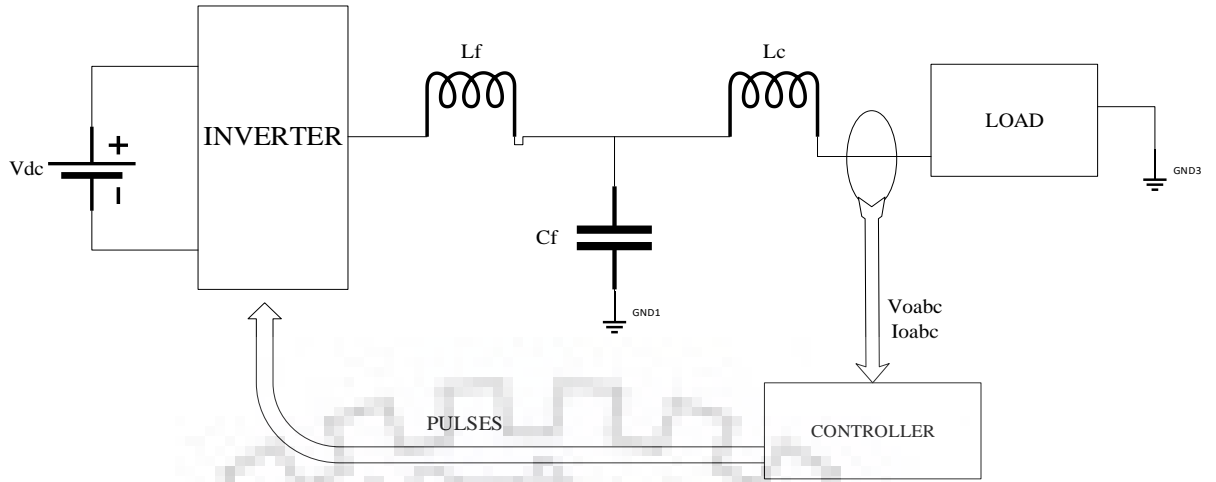 Lf
Lc
INVERTER
LOAD
+
Vdc
−
GND3
Cf
GND1
Voabc
Ioabc
PULSES
CONTROLLER